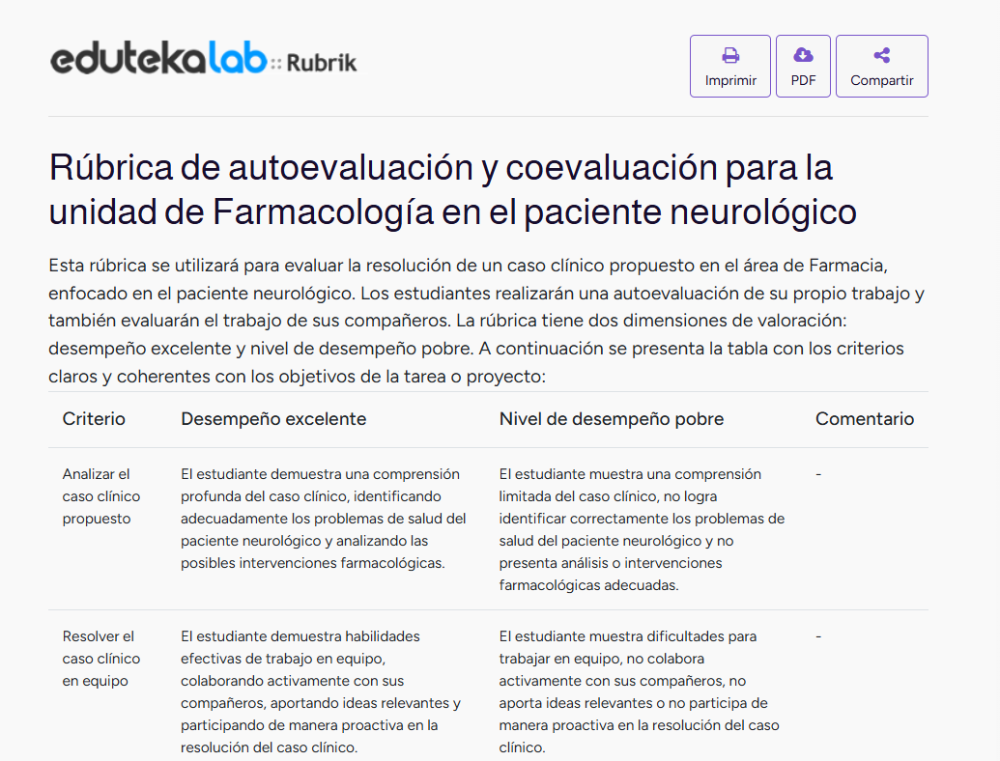 edutekalab :: Rubrik
Imprimir
PDF
Compartir
Rúbrica de autoevaluación y coevaluación para la
unidad de Farmacología en el paciente neurológico
Esta rúbrica se utilizará para evaluar la resolución de un caso clínico propuesto en el área de Farmacia,
enfocado en el paciente neurológico. Los estudiantes realizarán una autoevaluación de su propio trabajo y
también evaluarán el trabajo de sus compañeros. La rúbrica tiene dos dimensiones de valoración:
desempeño excelente y nivel de desempeño pobre. A continuación se presenta la tabla con los criterios
claros y coherentes con los objetivos de la tarea o proyecto:
Criterio
Desempeño excelente
Nivel de desempeño pobre
Comentario
Analizar el
caso clínico
propuesto
El estudiante demuestra una comprensión
profunda del caso clínico, identificando
adecuadamente los problemas de salud del
paciente neurológico y analizando las
posibles intervenciones farmacológicas.
El estudiante muestra una comprensión
limitada del caso clínico, no logra
identificar correctamente los problemas de
salud del paciente neurológico y no
presenta análisis o intervenciones
farmacológicas adecuadas.
-
Resolver el
caso clínico
en equipo
El estudiante demuestra habilidades
efectivas de trabajo en equipo,
colaborando activamente con sus
compañeros, aportando ideas relevantes y
participando de manera proactiva en la
resolución del caso clínico.
El estudiante muestra dificultades para
trabajar en equipo, no colabora
activamente con sus compañeros, no
aporta ideas relevantes o no participa de
manera proactiva en la resolución del caso
clínico.
-